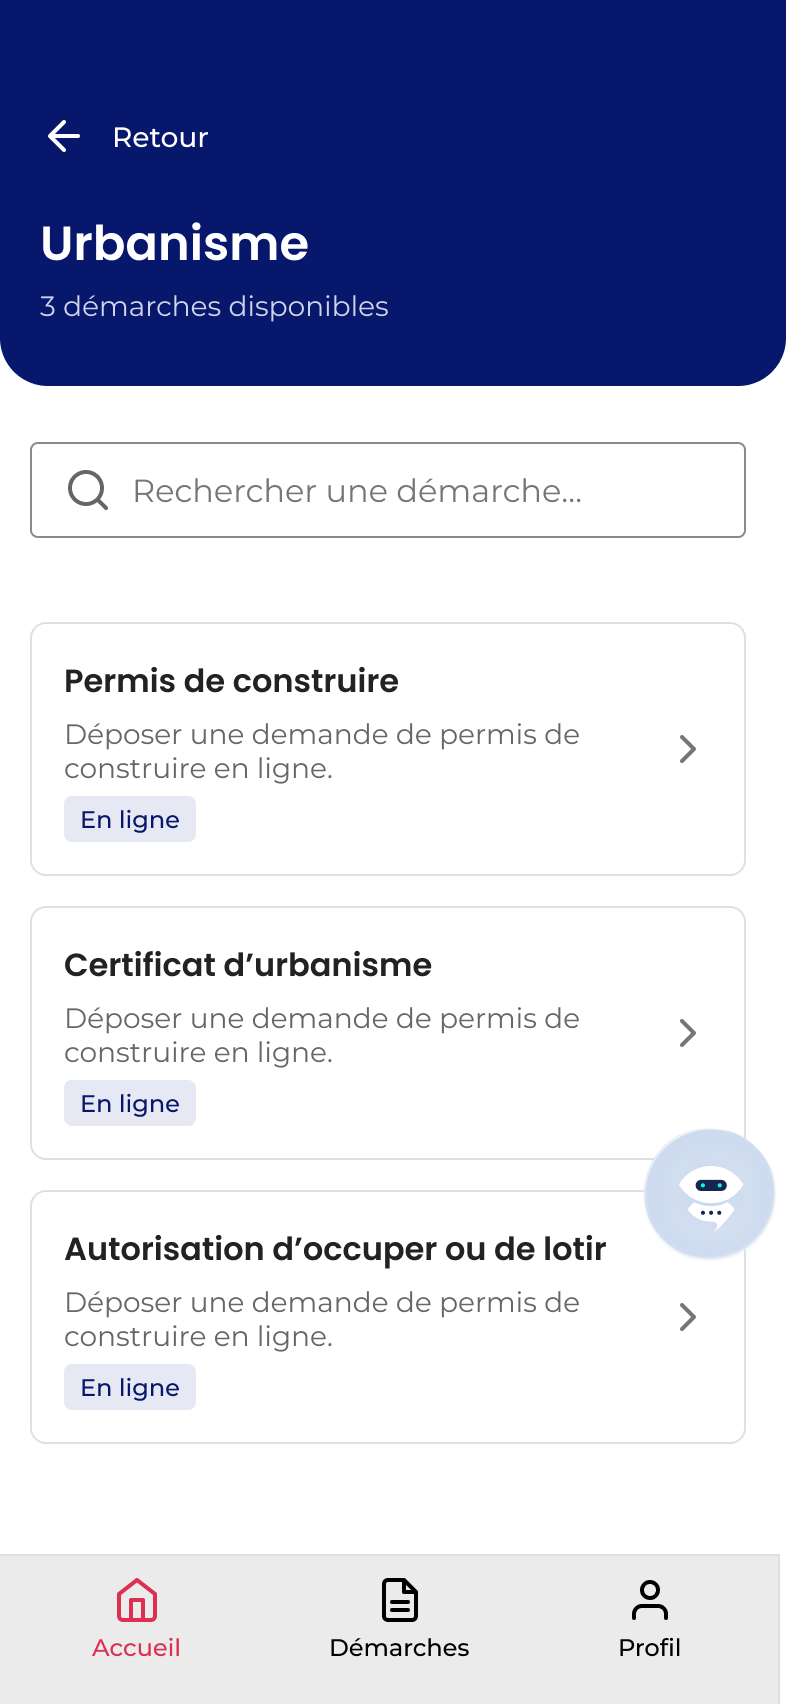 Retour
Urbanisme
3 démarches disponibles
Rechercher une démarche...
Permis de construire
Déposer une demande de permis de
construire en ligne.
En ligne
Certificat d’urbanisme
Déposer une demande de permis de
construire en ligne.
En ligne
Autorisation d’occuper ou de lotir
Déposer une demande de permis de
construire en ligne.
En ligne
Accueil
Démarches
Profil